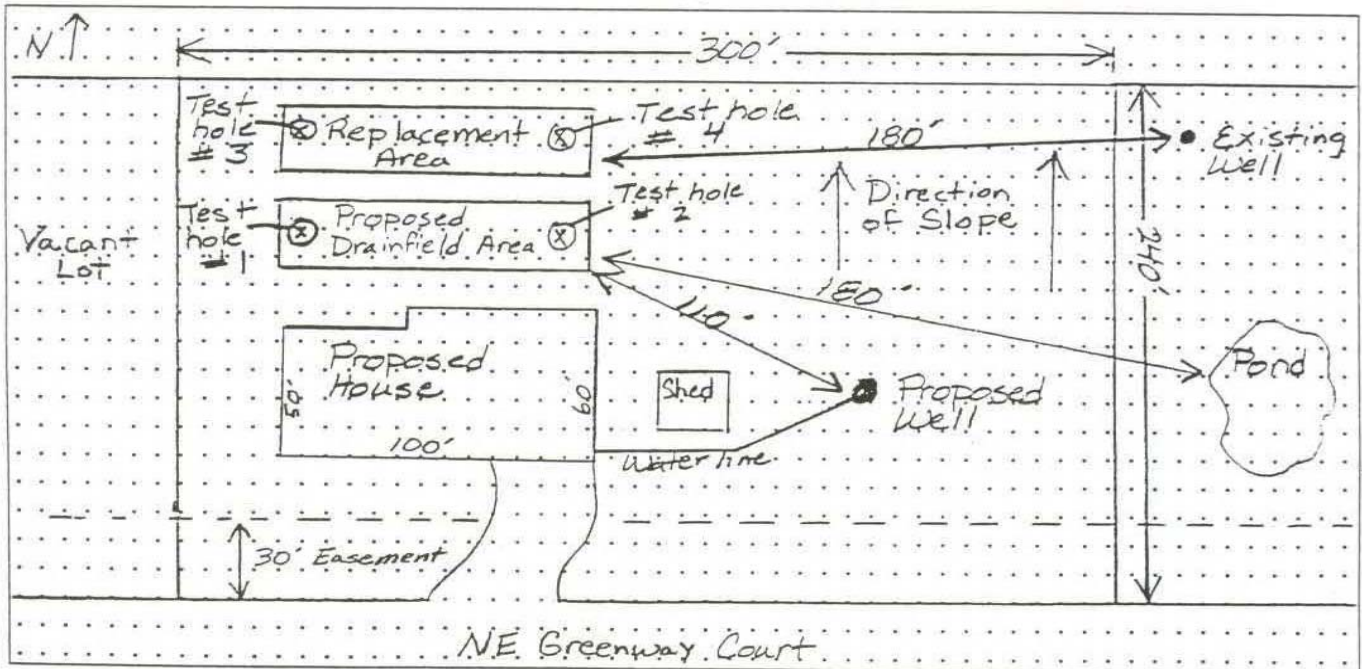 N
300'
Test
hole
# 3
Replacement
Area
Test hole
# 4
180'
Existing
Well
Test
hole
# 1
Proposed
Drainfield Area
Test hole
# 2
Direction
of Slope
Vacant
Lot
240'
180'
110'
Proposed
House
50'
60'
100'
Shed
Proposed
Well
Pond
Water line
30' Easement
NE Greenway Court